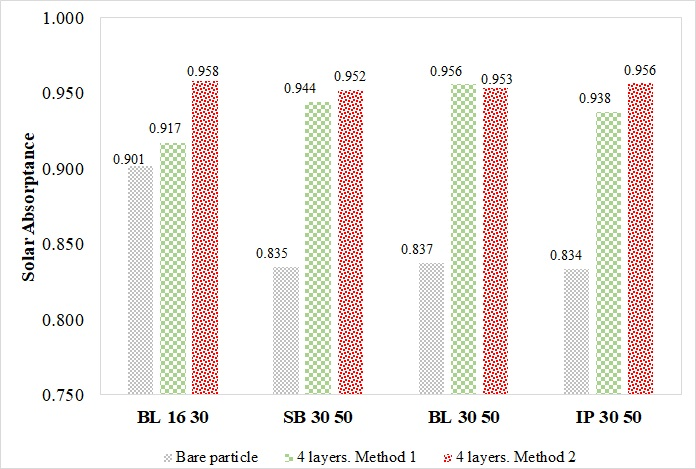 1.000
0.950
0.900
0.850
0.800
0.750
Solar Absorptance
0.901
0.917
0.958
0.835
0.944
0.952
0.837
0.956
0.953
0.834
0.938
0.956
BL 16 30
SB 30 50
BL 30 50
IP 30 50
Bare particle
4 layers. Method 1
4 layers. Method 2